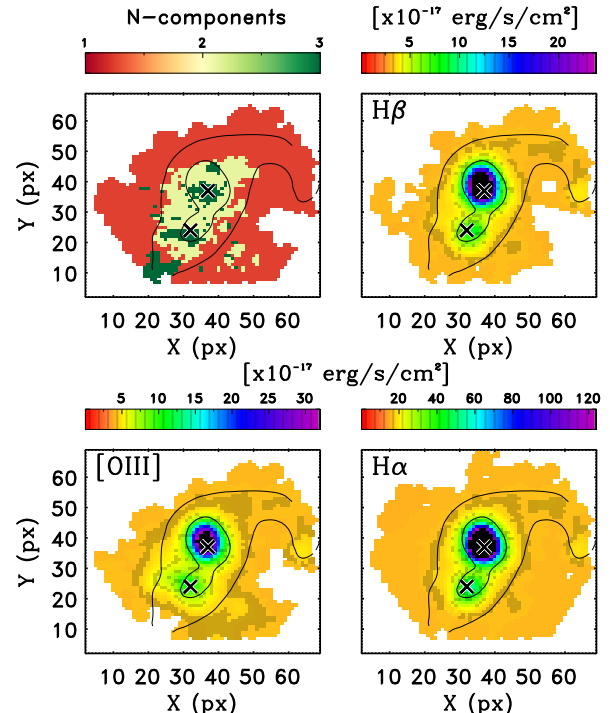 N-components
[x10⁻¹⁷ erg/s/cm²]
1 2 3
5 10 15 20
Hβ
60
50
40
30
20
10
Y (px)
10 20 30 40 50 60
10 20 30 40 50 60
X (px)
X (px)
[x10⁻¹⁷ erg/s/cm²]
5 10 15 20 25 30
20 40 60 80 100 120
[OIII]
Hα
60
50
40
30
20
10
Y (px)
10 20 30 40 50 60
10 20 30 40 50 60
X (px)
X (px)